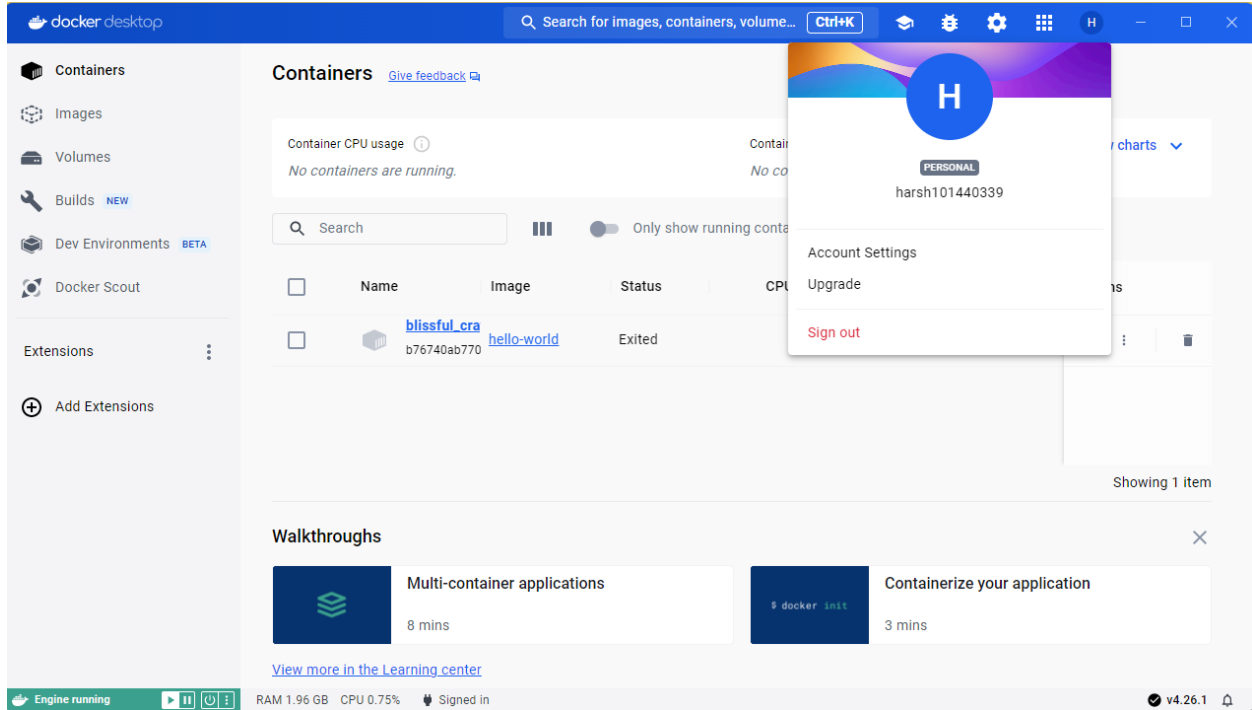 docker desktop
Search for images, containers, volume... Ctrl+K
H
Containers
Images
Volumes
Builds NEW
Dev Environments BETA
Docker Scout
Extensions
Add Extensions
Containers Give feedback
Container CPU usage
No containers are running.
Contai
No co
charts
Search
Only show running conta
Name Image Status CPU
ns
blissful_cra
b76740ab770
hello-world
Exited
H
PERSONAL
harsh101440339
Account Settings
Upgrade
Sign out
Showing 1 item
Walkthroughs
Multi-container applications
8 mins
$ docker init
Containerize your application
3 mins
View more in the Learning center
Engine running
RAM 1.96 GB CPU 0.75% Signed in
v4.26.1